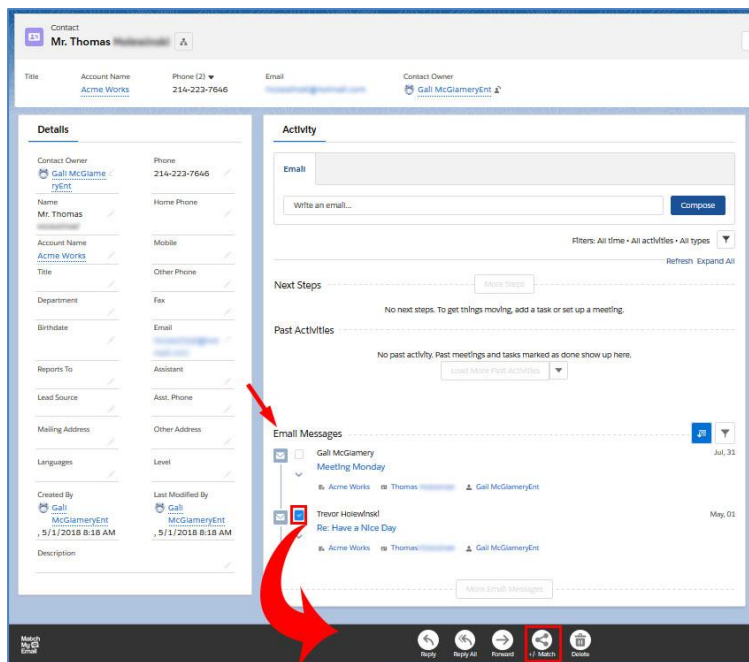 Contact
Mr. Thomas
Title
Account Name
Acme Works
Phone (2)
214-223-7646
Email
Contact Owner
Gali McGlameryEnt
Details
Contact Owner
Gali McGlame
ryEnt
Phone
214-223-7646
Name
Mr. Thomas
Home Phone
Account Name
Acme Works
Mobile
Title
Other Phone
Department
Fax
Birthdate
Email
Reports To
Assistant
Lead Source
Asst. Phone
Mailing Address
Other Address
Languages
Level
Created By
Gali
McGlameryEnt
, 5/1/2018 8:18 AM
Last Modified By
Gali
McGlameryEnt
, 5/1/2018 8:18 AM
Description
Activity
Email
Write an email...
Compose
Filters: All time • All activities • All types
Refresh Expand All
Next Steps
More Steps
No next steps. To get things moving, add a task or set up a meeting.
Past Activities
No past activity. Past meetings and tasks marked as done show up here.
Load More Past Activities
Email Messages
Gali McGlamery
Jul, 31
Meeting Monday
Acme Works Thomas Gail McGlameryEnt
Trevor Holewinski
May, 01
Re: Have a Nice Day
Acme Works Thomas Gail McGlameryEnt
More Email Messages
Match
My
Email
Reply
Reply All
Forward
+/- Match
Delete